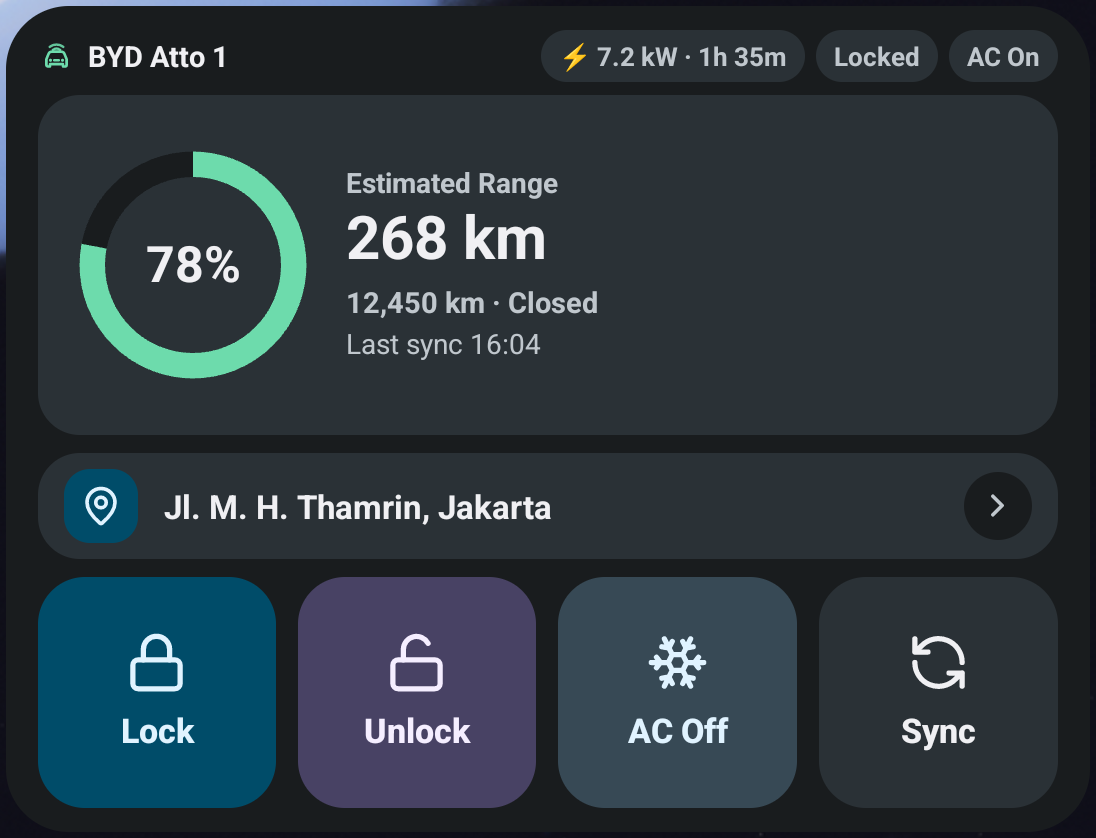 BYD Atto 1
⚡ 7.2 kW · 1h 35m
Locked
AC On
78%
Estimated Range
268 km
12,450 km · Closed
Last sync 16:04
Jl. M. H. Thamrin, Jakarta
Lock
Unlock
AC Off
Sync